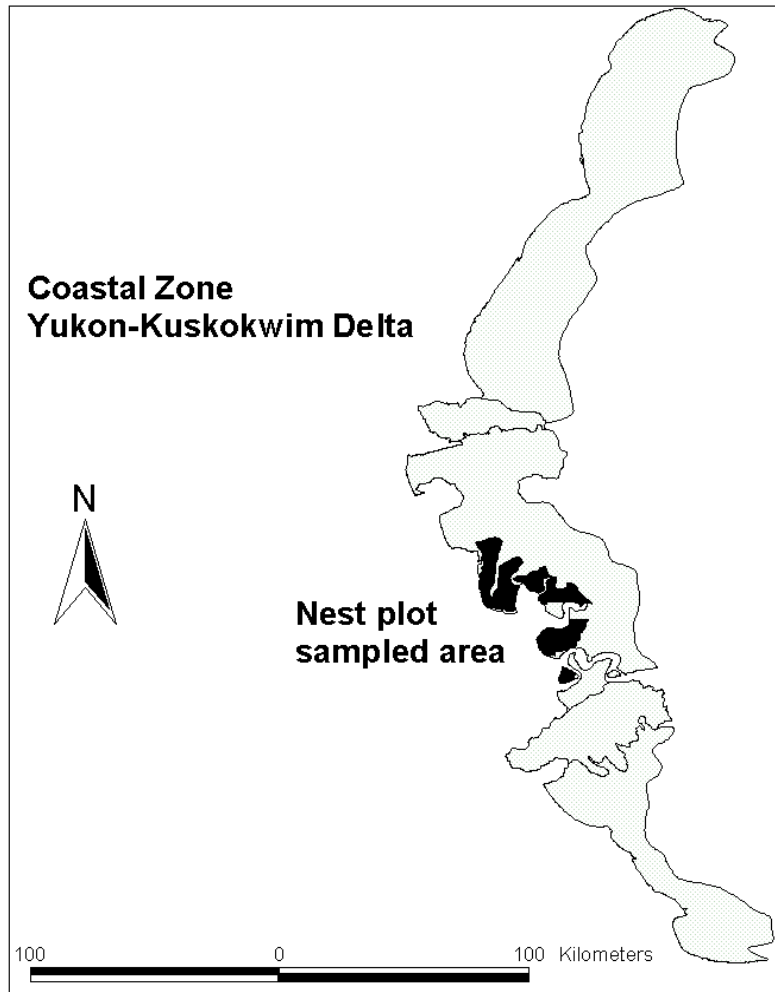 Coastal Zone
Yukon-Kuskokwim Delta
N
Nest plot
sampled area
100 0 100 Kilometers